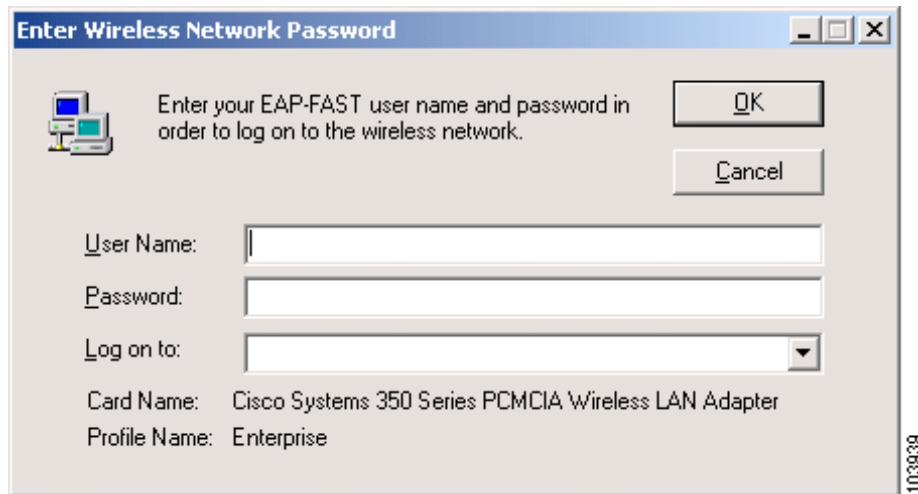 Enter Wireless Network Password
Enter your EAP-FAST user name and password in
order to log on to the wireless network.
OK
Cancel
User Name:
Password:
Log on to:
Card Name: Cisco Systems 350 Series PCMCIA Wireless LAN Adapter
Profile Name: Enterprise
103939